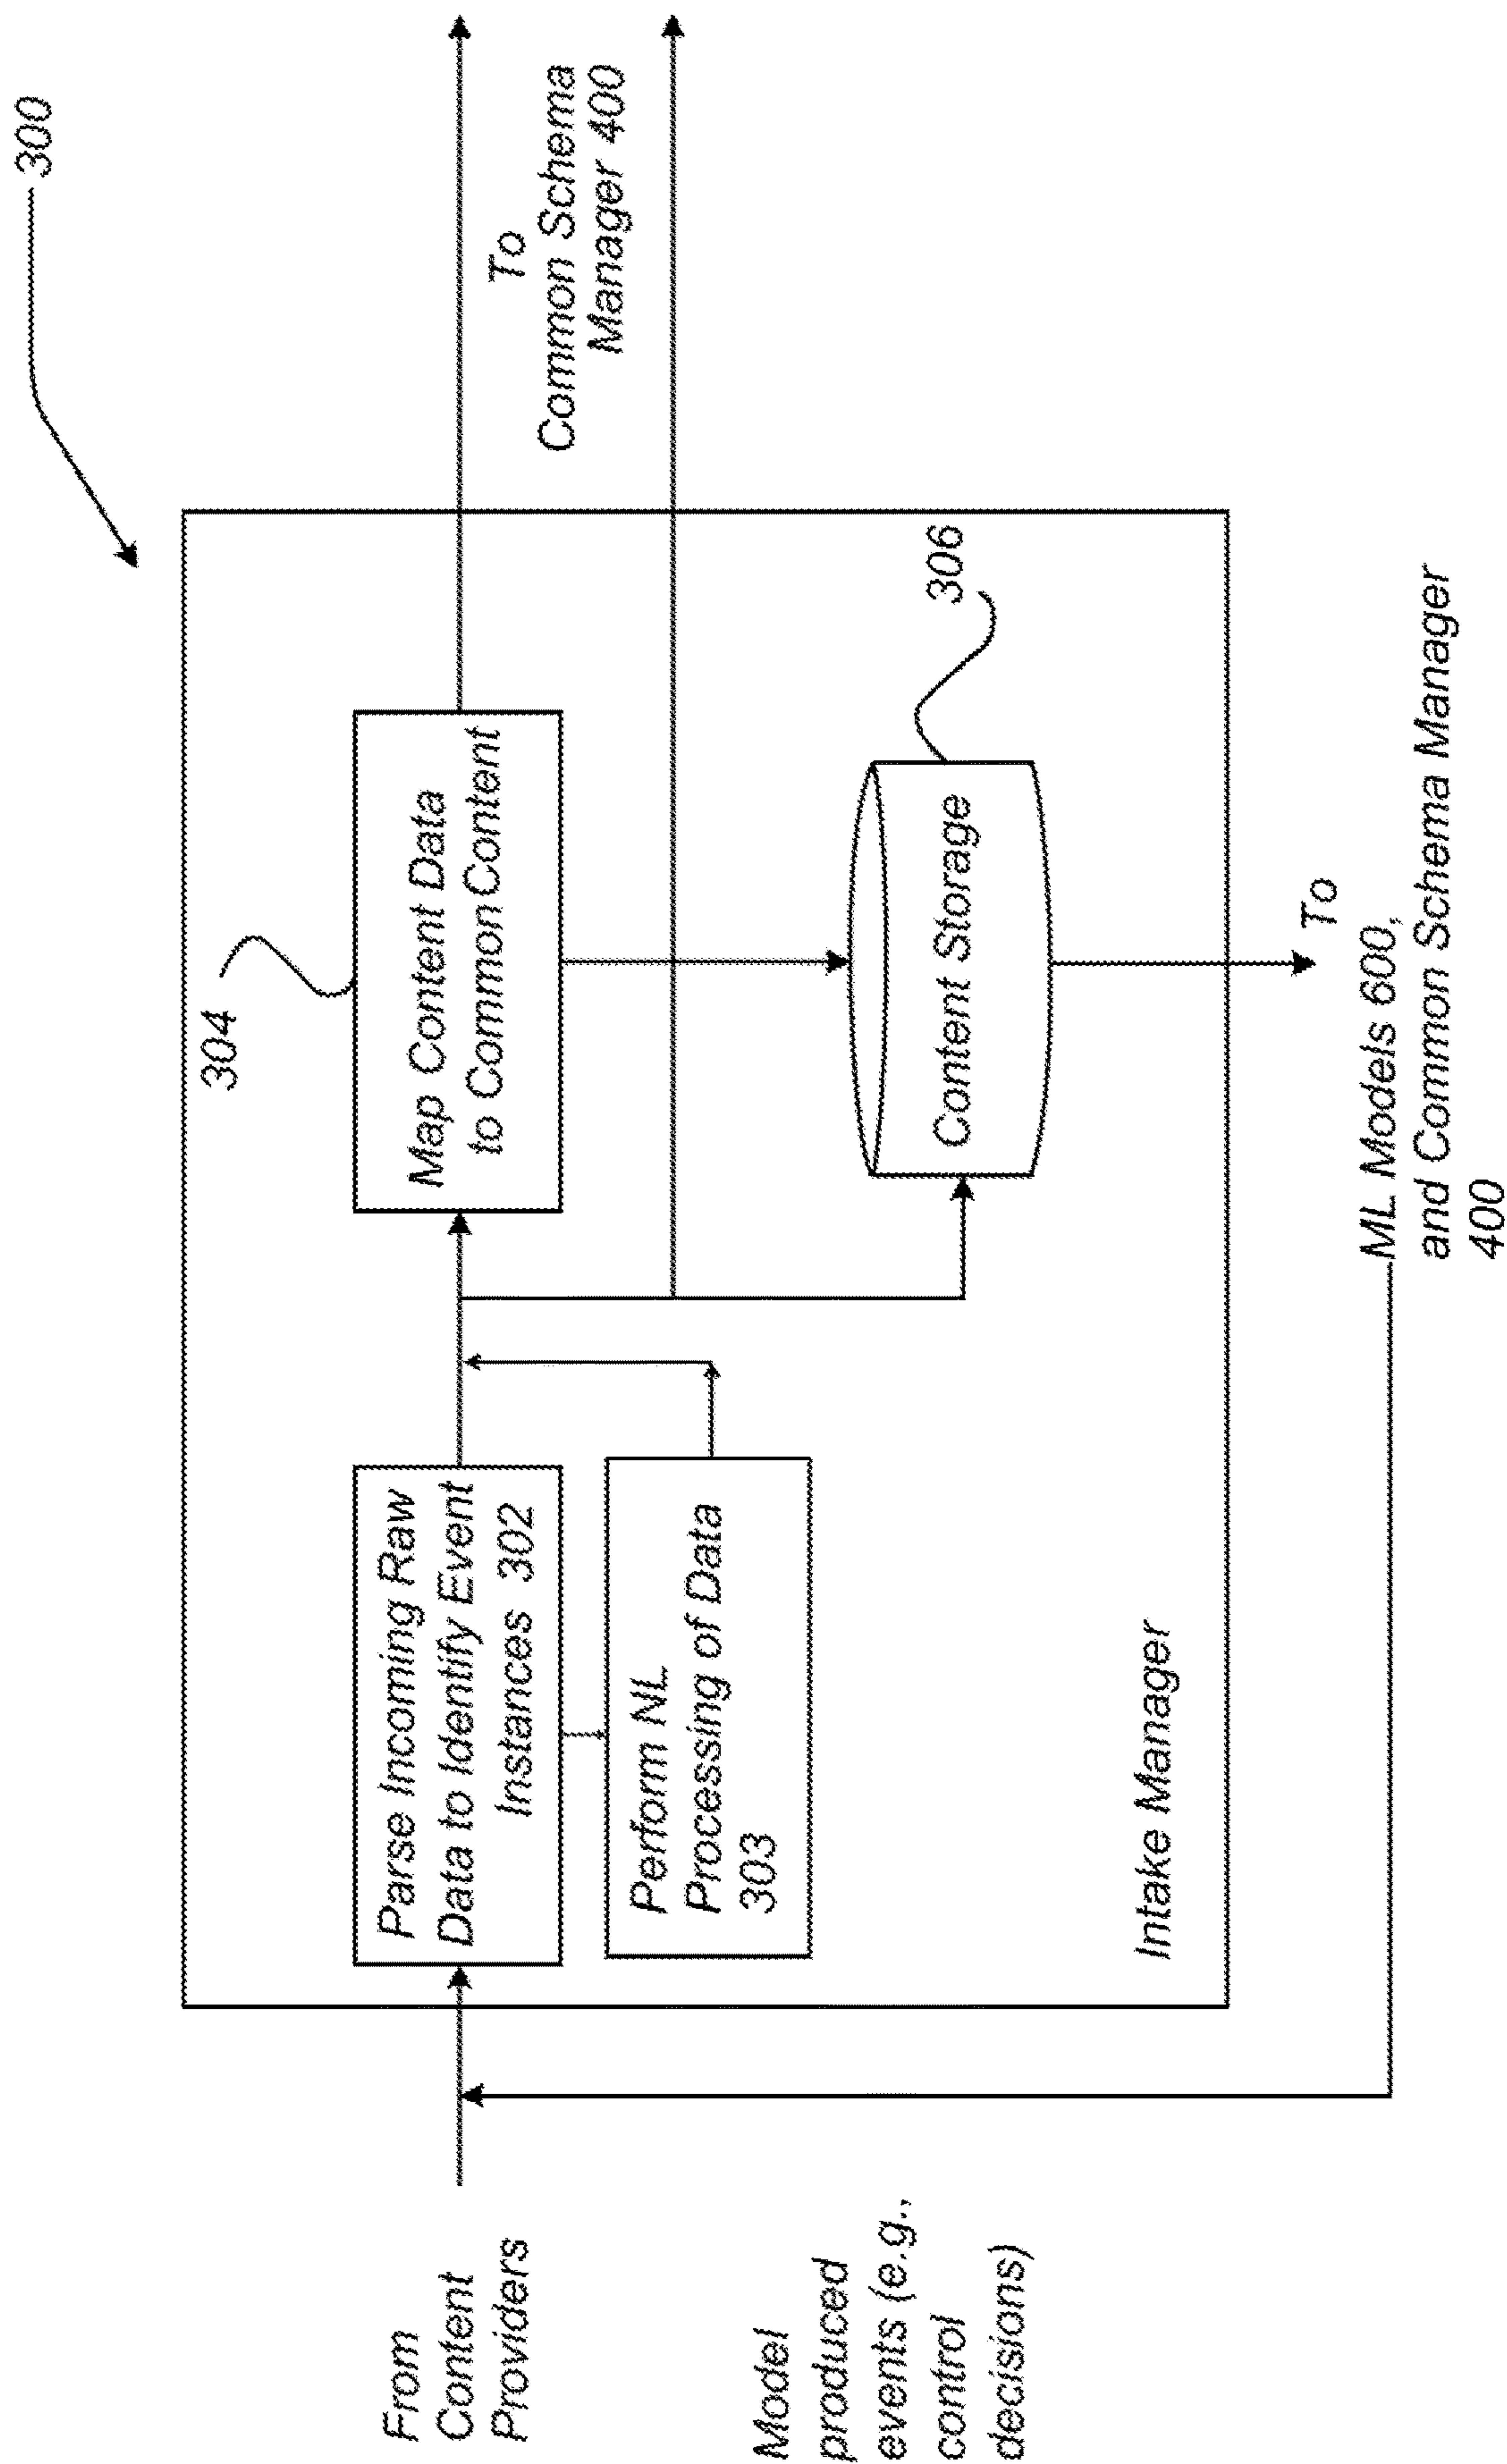 300
304
Map Content Data
to Common Content
To
Common Schema
Manager 400
Parse Incoming Raw
Data to Identify Event
Instances 302
Perform NL
Processing of Data
303
306
Content Storage
Intake Manager
From
Content
Providers
Model
produced
events (e.g.,
control
decisions)
To
ML Models 600,
and Common Schema Manager
400